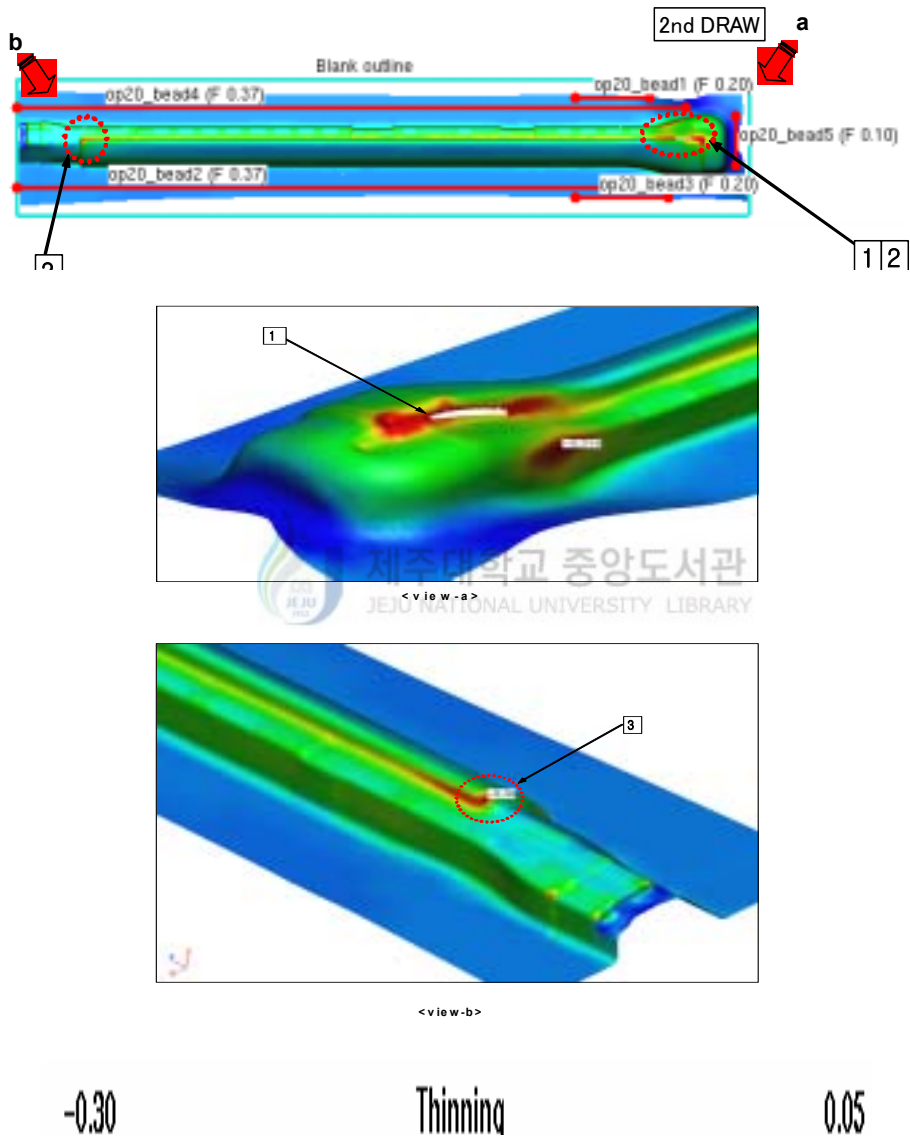 2nd DRAW
a
b
Blank outline
op20_bead1 (F 0.20)
op20_bead4 (F 0.37)
op20_bead5 (F 0.10)
op20_bead2 (F 0.37)
op20_bead3 (F 0.20)
1 2
1
제주대학교 중앙도서관
JEJU NATIONAL UNIVERSITY LIBRARY
JEJU
<view-a>
3
<view-b>
-0.30 Thinning 0.05